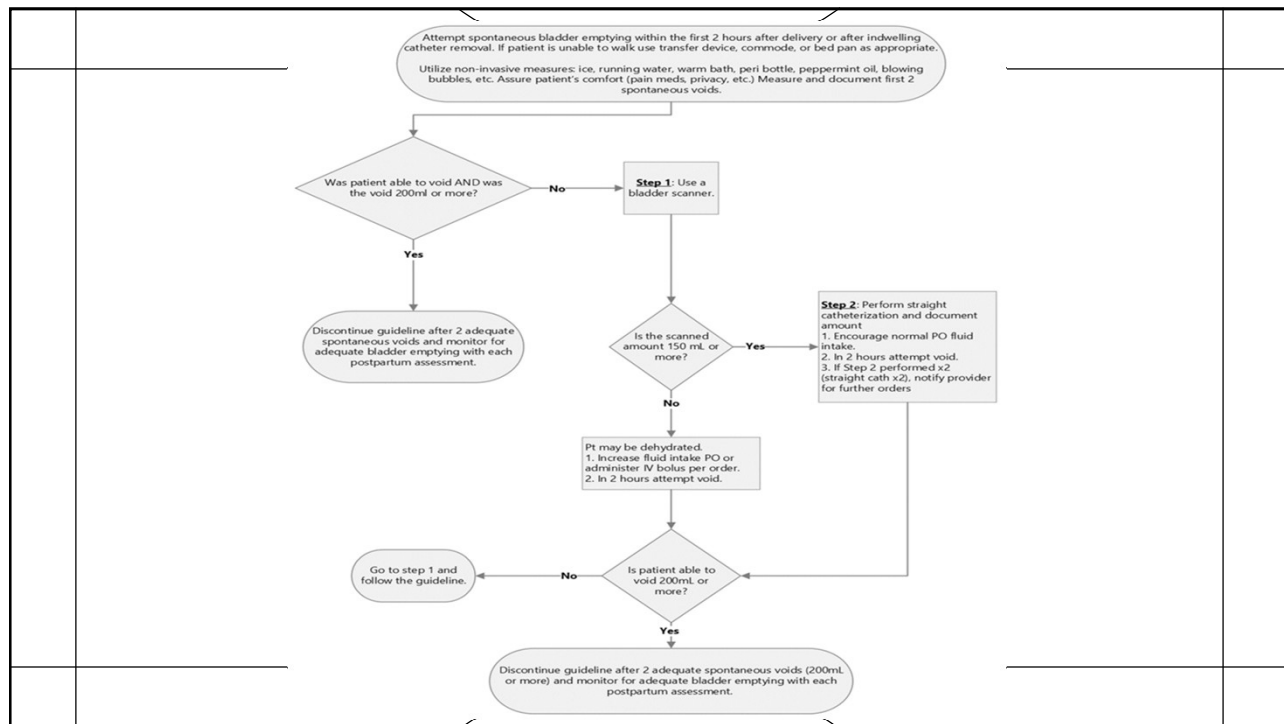 Attempt spontaneous bladder emptying within the first 2 hours after delivery or after indwelling
catheter removal. If patient is unable to walk use transfer device, commode, or bed pan as appropriate.
Utilize non-invasive measures: ice, running water, warm bath, peri bottle, peppermint oil, blowing
bubbles, etc. Assure patient's comfort (pain meds, privacy, etc.) Measure and document first 2
spontaneous voids.
Was patient able to void AND was
the void 200ml or more?
No
Step 1: Use a
bladder scanner.
Yes
Discontinue guideline after 2 adequate
spontaneous voids and monitor for
adequate bladder emptying with each
postpartum assessment.
Is the scanned
amount 150 mL or
more?
Yes
Step 2: Perform straight
catheterization and document
amount
1. Encourage normal PO fluid
intake.
2. In 2 hours attempt void.
3. If Step 2 performed x2
(straight cath x2), notify provider
for further orders
No
Pt may be dehydrated.
1. Increase fluid intake PO or
administer IV bolus per order.
2. In 2 hours attempt void.
Is patient able to
void 200mL or
more?
No
Go to step 1 and
follow the guideline.
Yes
Discontinue guideline after 2 adequate spontaneous voids (200mL
or more) and monitor for adequate bladder emptying with each
postpartum assessment.